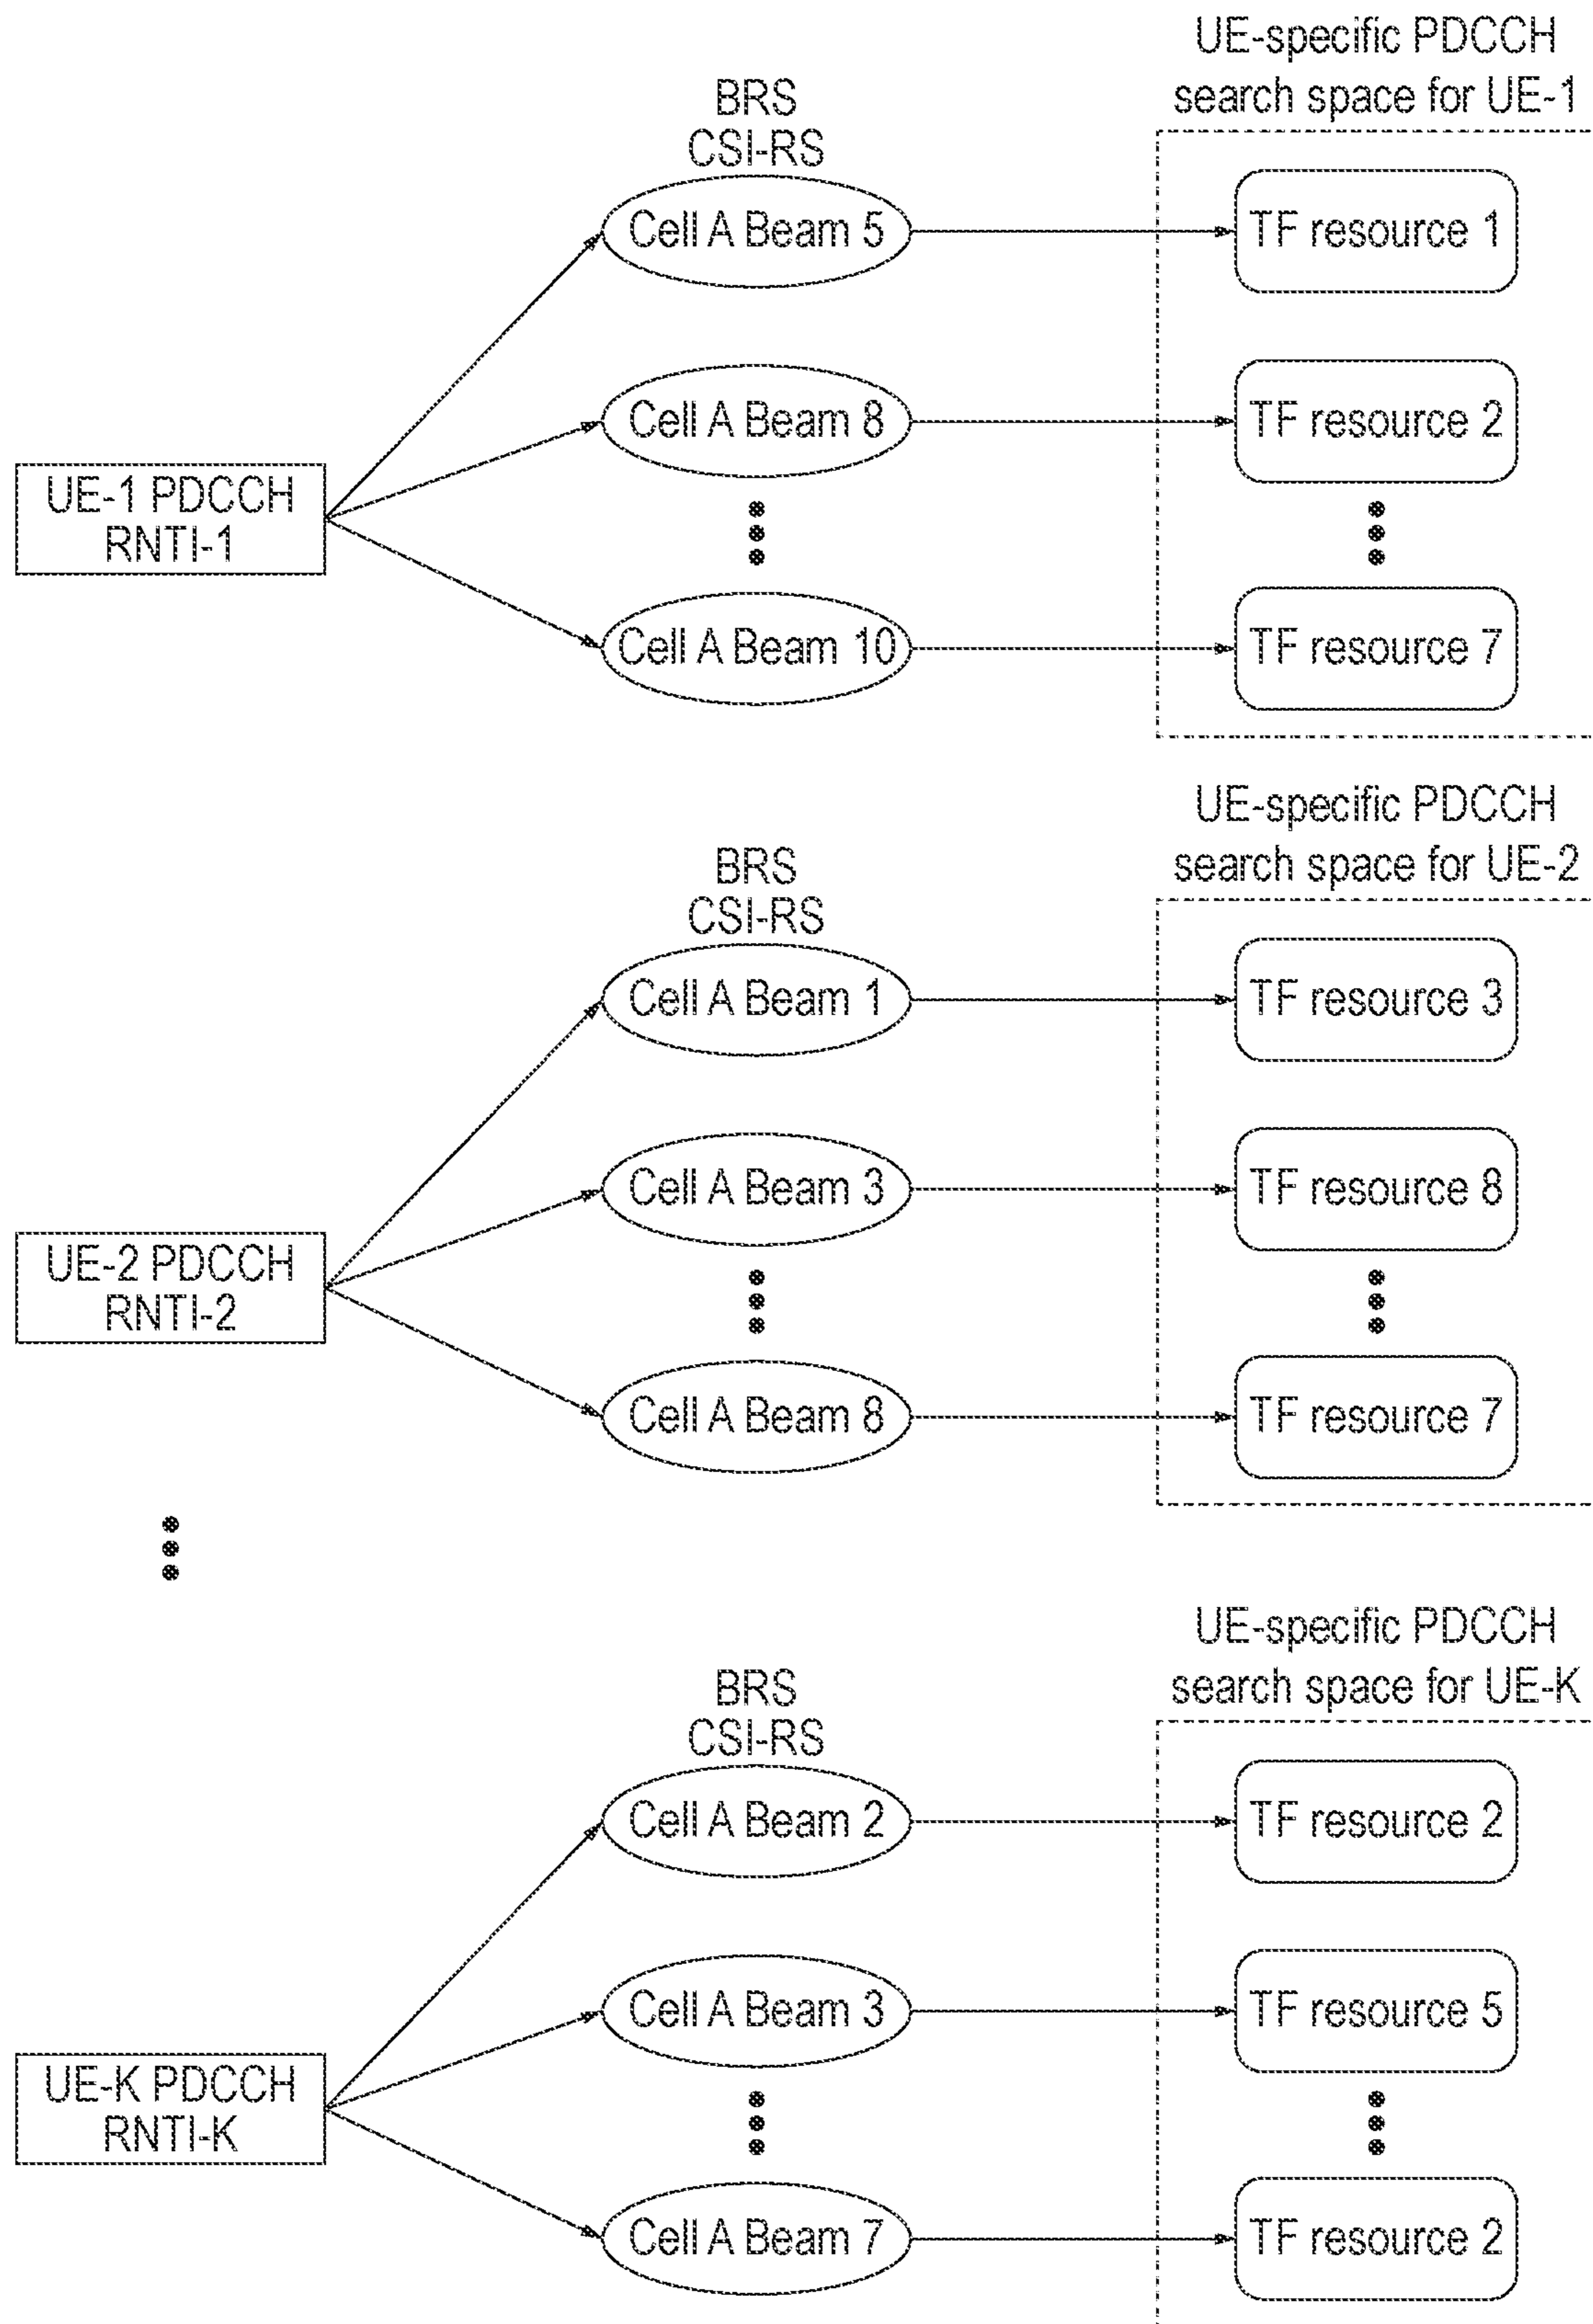 UE-specific PDCCH
search space for UE-1
BRS
CSI-RS
Cell A Beam 5
TF resource 1
Cell A Beam 8
TF resource 2
UE-1 PDCCH
RNTI-1
Cell A Beam 10
TF resource 7
UE-specific PDCCH
search space for UE-2
BRS
CSI-RS
Cell A Beam 1
TF resource 3
Cell A Beam 3
TF resource 8
UE-2 PDCCH
RNTI-2
Cell A Beam 8
TF resource 7
UE-specific PDCCH
search space for UE-K
BRS
CSI-RS
Cell A Beam 2
TF resource 2
Cell A Beam 3
TF resource 5
UE-K PDCCH
RNTI-K
Cell A Beam 7
TF resource 2